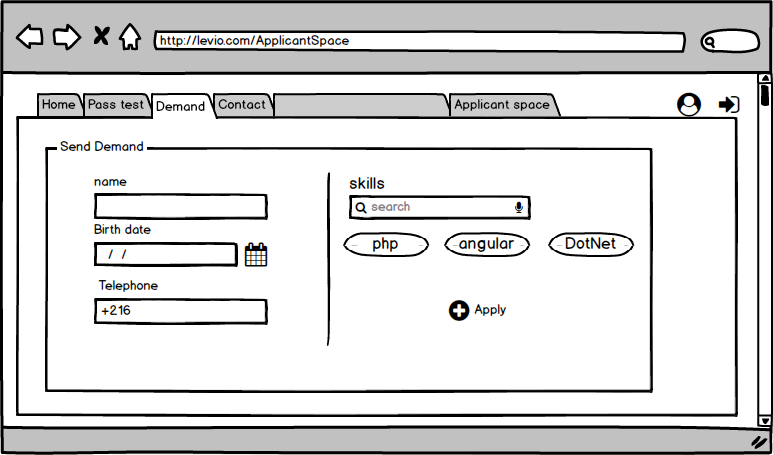 http://levio.com/ApplicantSpace
Home Pass test Demand Contact Applicant space
Send Demand
name
Birth date
/ /
Telephone
+216
skills
search
php angular DotNet
Apply